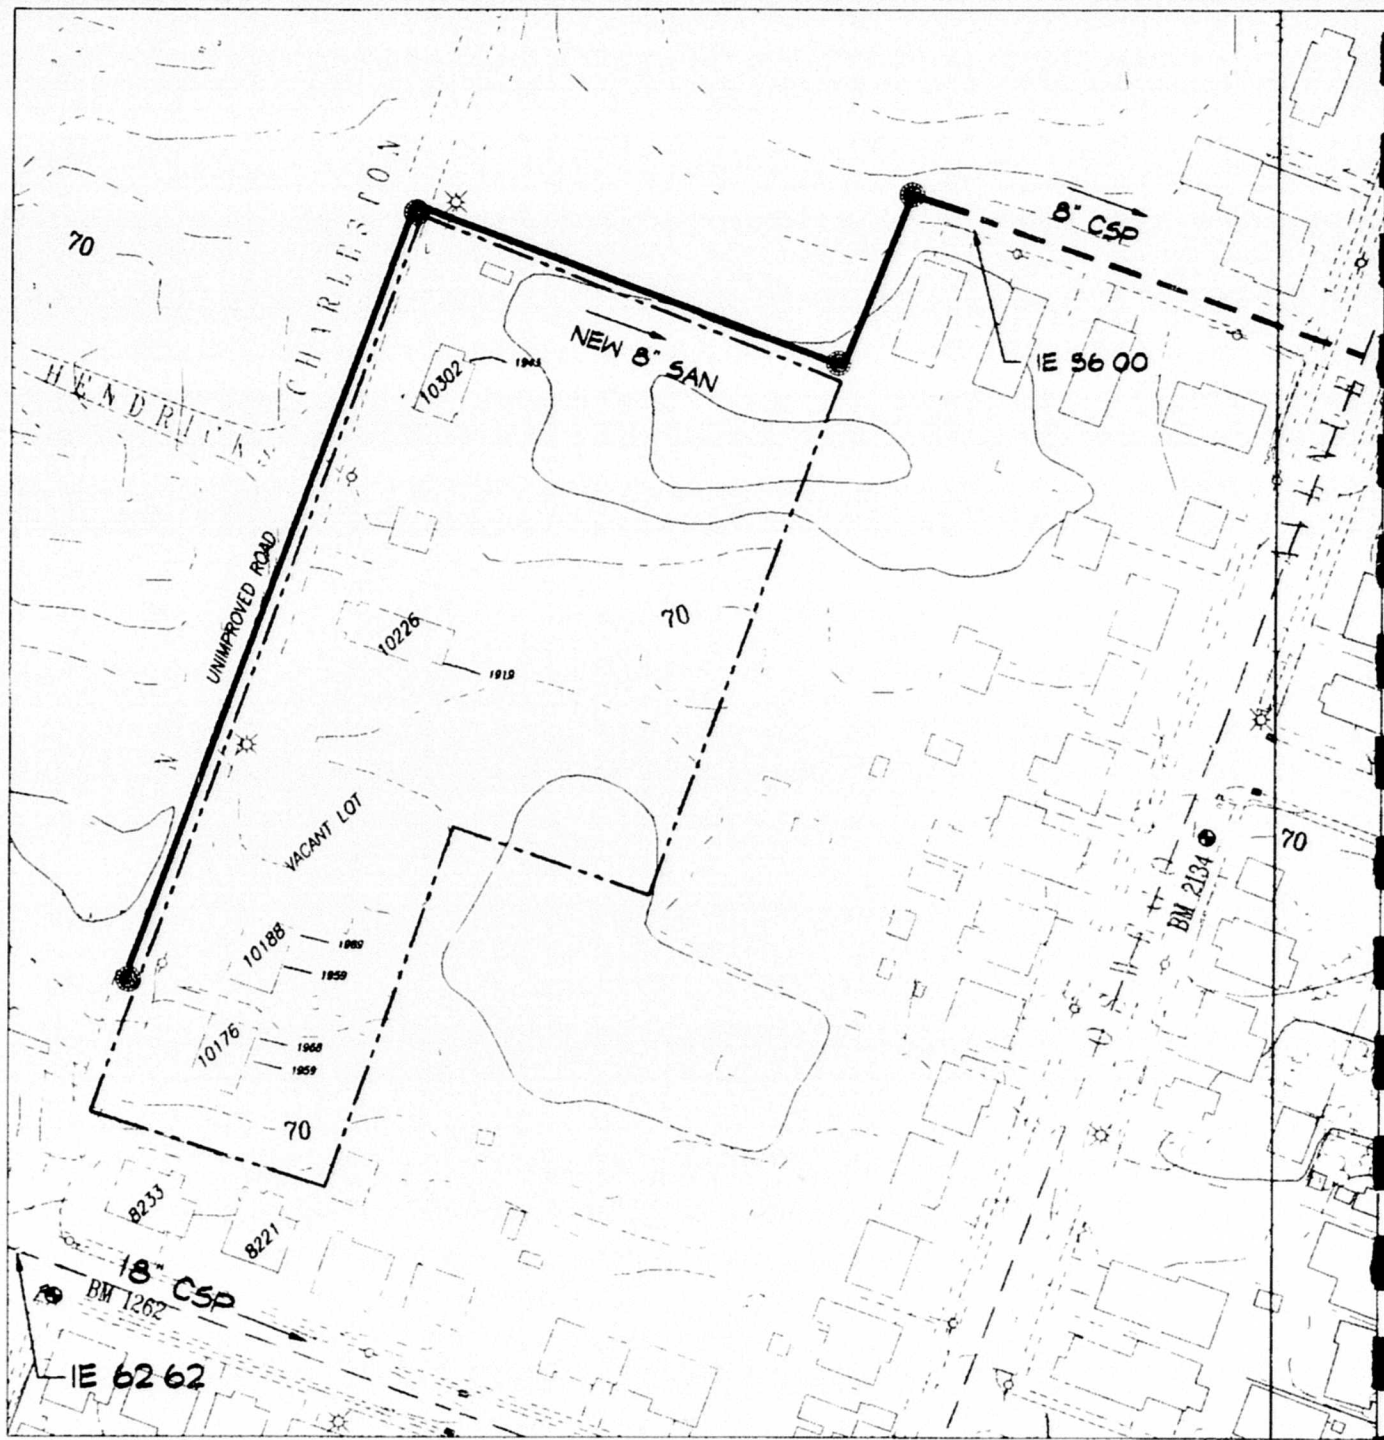 N CHARLESTON
8" CSP
70
NEW 8" SAN
IE 56 00
HENDRICKS
10302
1943
UNIMPROVED ROAD
10226
70
1919
N
VACANT LOT
70
BM 2134
10188
1969
1959
10176
1968
1959
70
8233
8221
18" CSP
BM 1262
IE 62 62